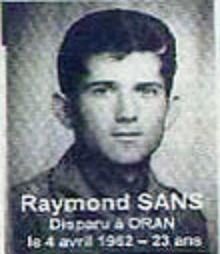 Raymond SANS
Disparu à ORAN
le 4 avril 1962 – 23 ans